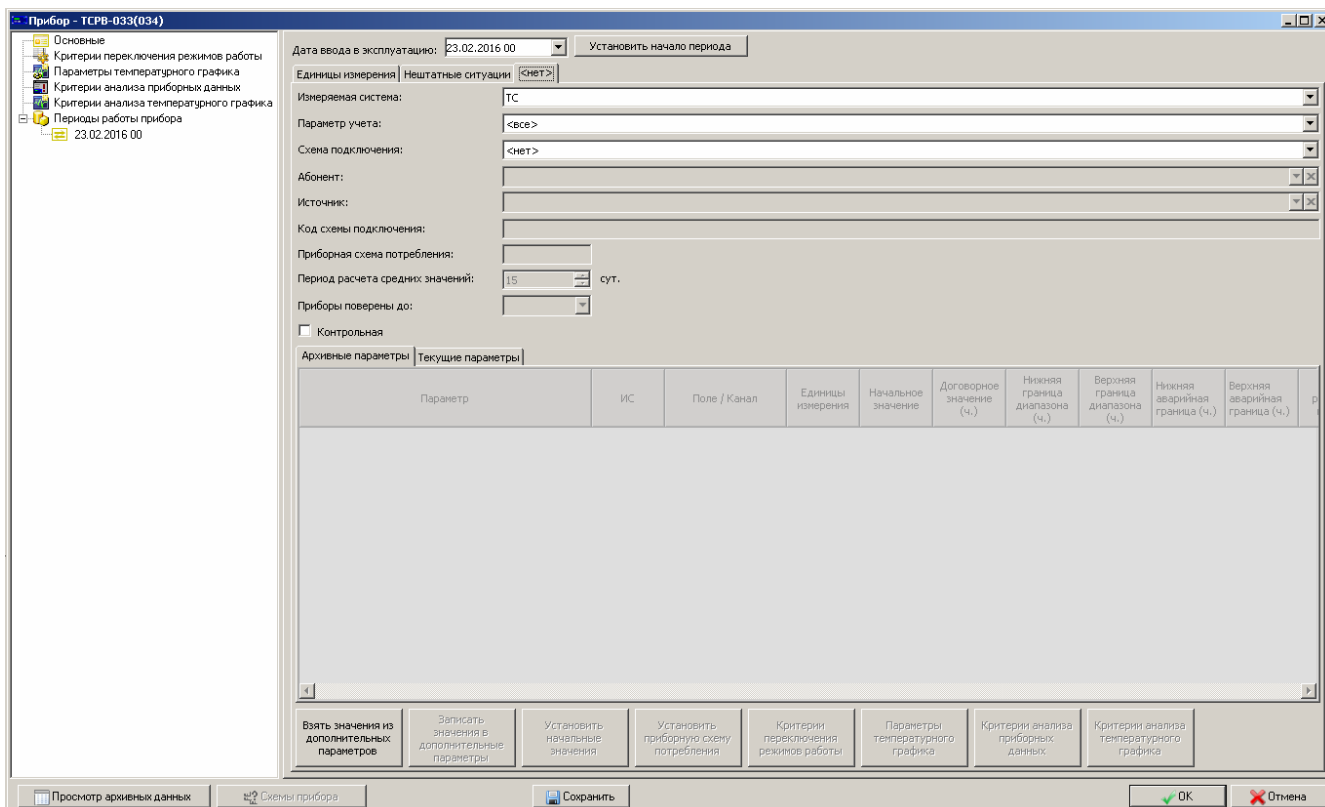 Прибор - ТСРВ-033(034)
Основные
Критерии переключения режимов работы
Параметры температурного графика
Критерии анализа приборных данных
Критерии анализа температурного графика
Периоды работы прибора
23.02.2016 00
Дата ввода в эксплуатацию: 23.02.2016 00 Установить начало периода
Единицы измерения Нештатные ситуации <нет>
Измеряемая система: ТС
Параметр учета: <все>
Схема подключения: <нет>
Абонент:
Источник:
Код схемы подключения:
Приборная схема потребления:
Период расчета средних значений: 15 сут.
Приборы поверены до:
Контрольная
Архивные параметры Текущие параметры
Параметр
ИС
Поле / Канал
Единицы
измерения
Начальное
значение
Договорное
значение
(ч.)
Нижняя
граница
диапазона
(ч.)
Верхняя
граница
диапазона
(ч.)
Нижняя
аварийная
граница (ч.)
Верхняя
аварийная
граница (ч.)
Взять значения из
дополнительных
параметров
Записать
значения в
дополнительные
параметры
Установить
начальные
значения
Установить
приборную схему
потребления
Критерии
переключения
режимов работы
Параметры
температурного
графика
Критерии анализа
приборных
данных
Критерии анализа
температурного
графика
Просмотр архивных данных Схемы прибора Сохранить OK Отмена